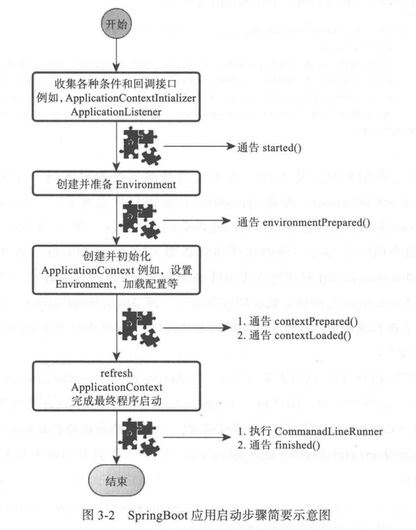 开始
收集各种条件和回调接口
例如,ApplicationContextIntializer
ApplicationListener
通告 started()
创建并准备 Environment
通告 environmentPrepared()
创建并初始化
ApplicationContext 例如,设置
Environment,加载配置等
1. 通告 contextPrepared()
2. 通告 contextLoaded()
refresh
ApplicationContext
完成最终程序启动
1. 执行 CommanadLineRunner
2. 通告 finished()
结束
图 3-2 SpringBoot 应用启动步骤简要示意图